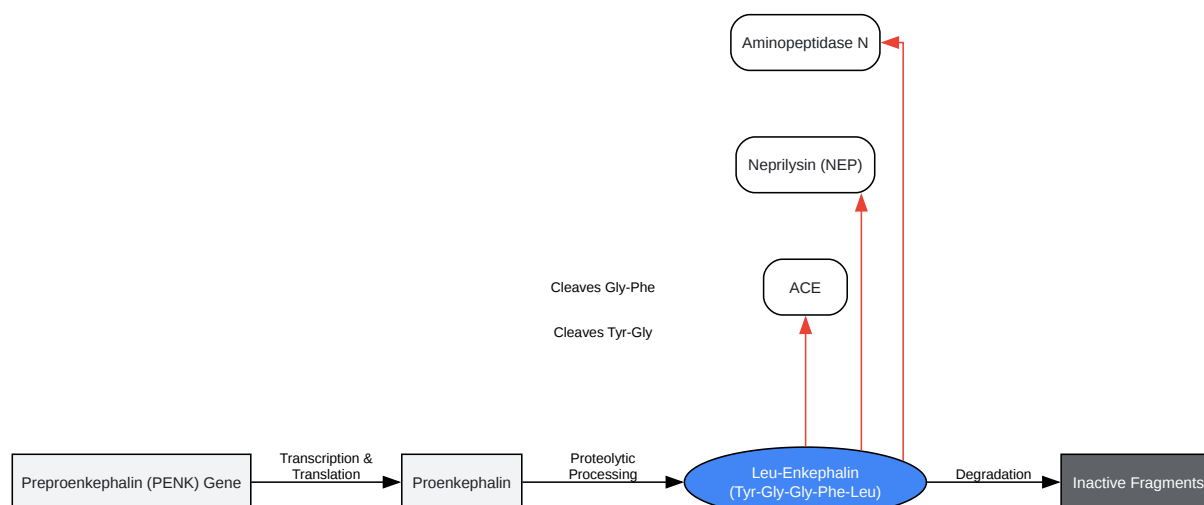 Aminopeptidase N
Neprilysin (NEP)
ACE
Cleaves Gly-Phe
Cleaves Tyr-Gly
Preproenkephalin (PENK) Gene
Transcription &
Translation
Proenkephalin
Proteolytic
Processing
Leu-Enkephalin
(Tyr-Gly-Gly-Phe-Leu)
Degradation
Inactive Fragments